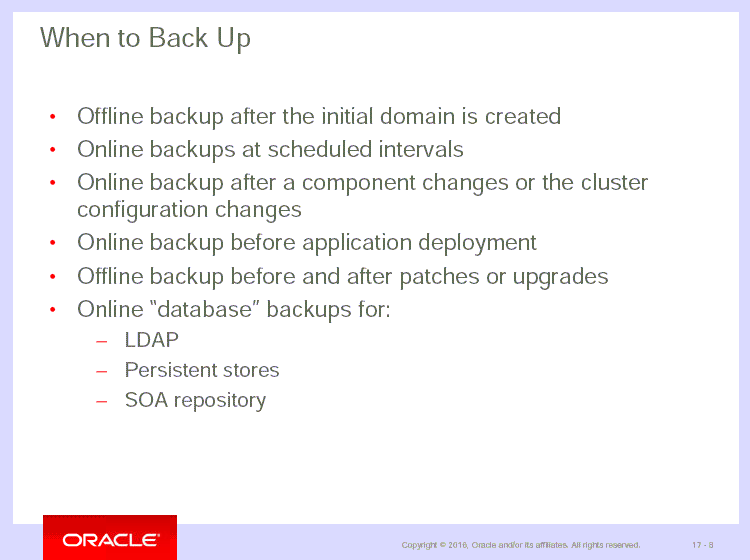 When to Back Up
• Offline backup after the initial domain is created
• Online backups at scheduled intervals
• Online backup after a component changes or the cluster
configuration changes
• Online backup before application deployment
• Offline backup before and after patches or upgrades
• Online “database” backups for:
– LDAP
– Persistent stores
– SOA repository
ORACLE®
Copyright © 2016, Oracle and/or its affiliates. All rights reserved.
17 - 8